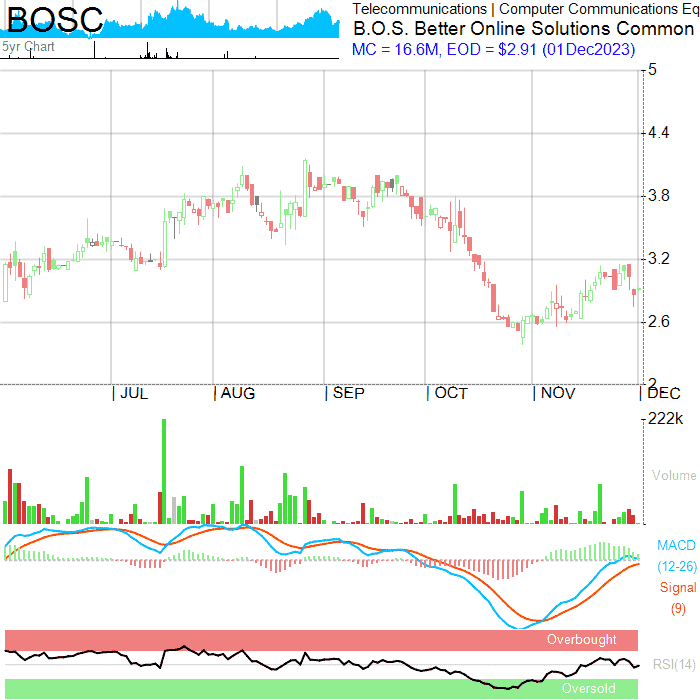 BOSC
5yr Chart
Telecommunications | Computer Communications Eq
B.O.S. Better Online Solutions Common
MC = 16.6M, EOD = $2.91 (01Dec2023)
5
4.4
3.8
3.2
2.6
2
JUL AUG SEP OCT NOV DEC
222k
Volume
MACD
(12-26)
Signal
(9)
Overbought
RSI(14)
Oversold